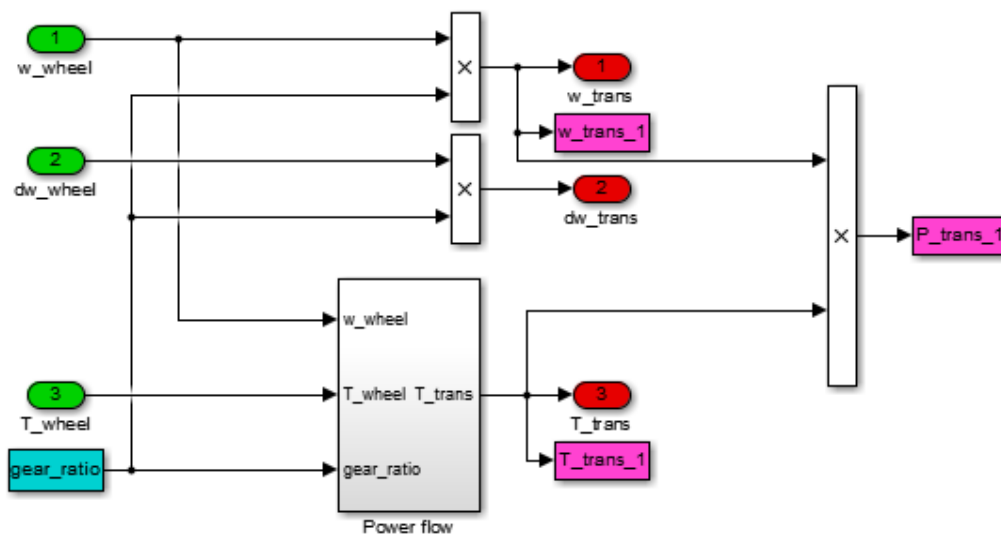 1
w_wheel
×
1
w_trans
w_trans_1
2
dw_wheel
×
2
dw_trans
×
P_trans_1
w_wheel
3
T_wheel
T_wheel T_trans
3
T_trans
gear_ratio
gear_ratio
T_trans_1
Power flow